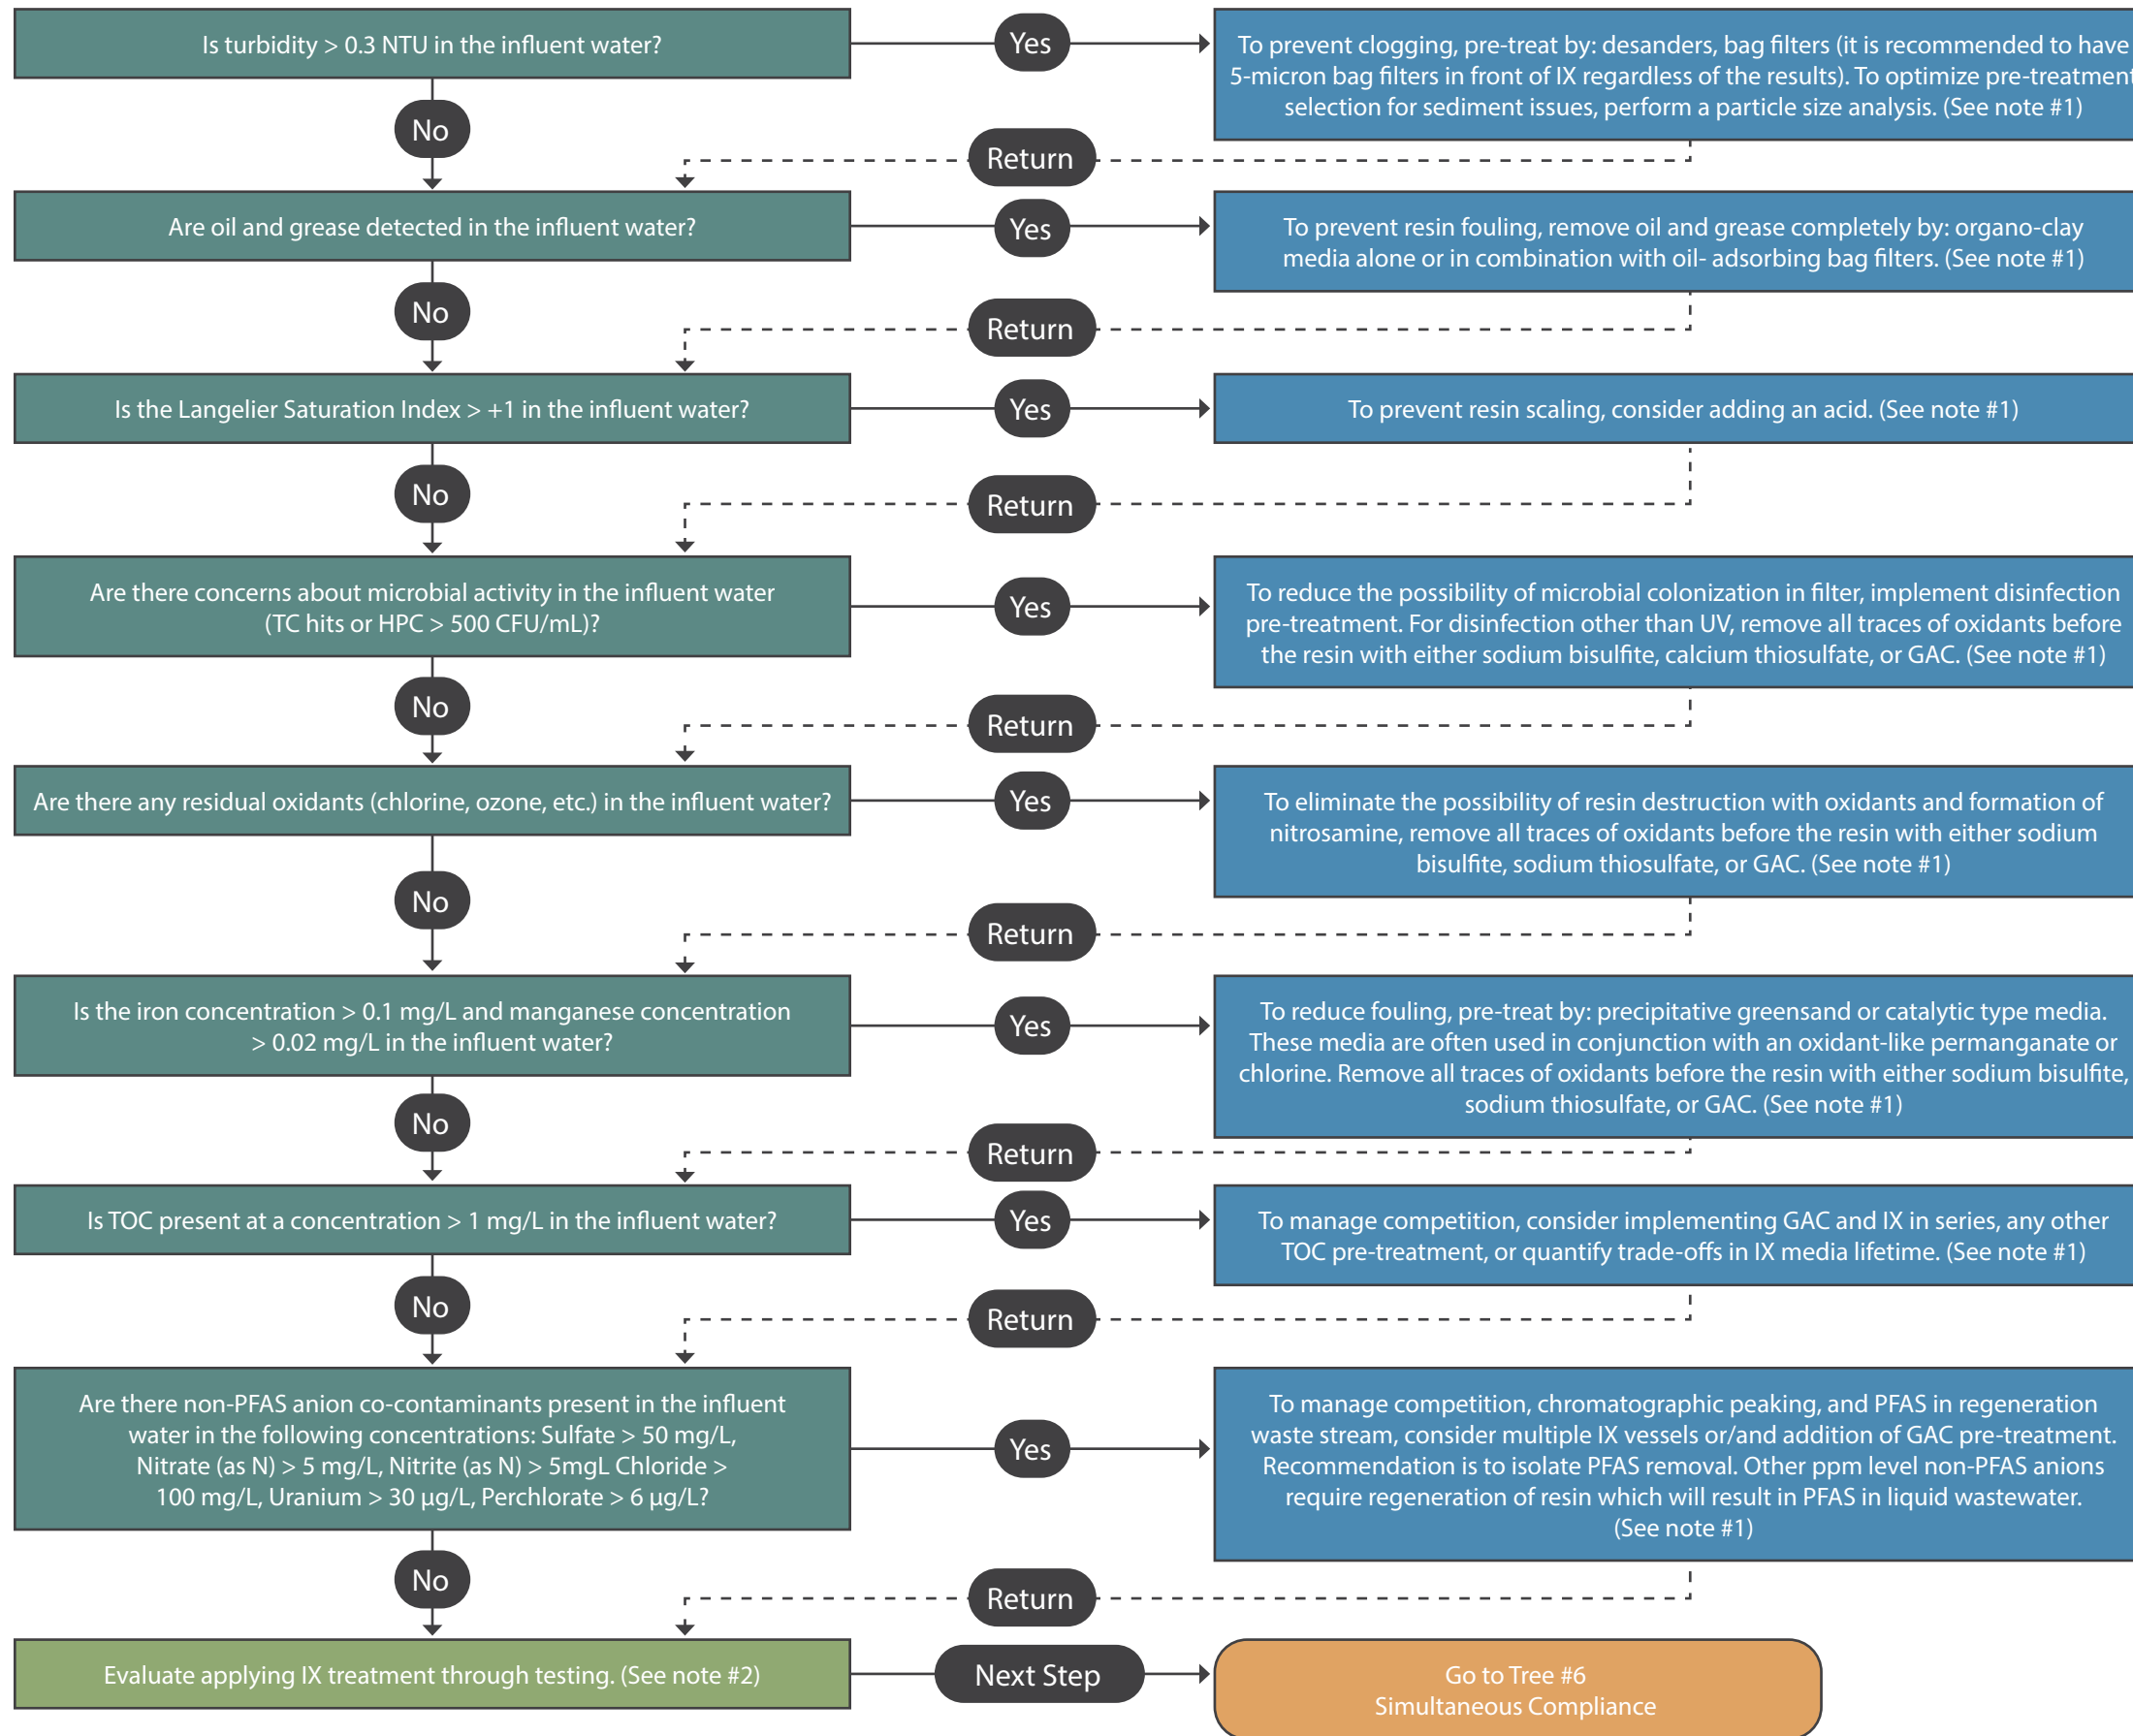 Is turbidity > 0.3 NTU in the influent water?
Yes
To prevent clogging, pre-treat by: desanders, bag filters (it is recommended to have
5-micron bag filters in front of IX regardless of the results). To optimize pre-treatment
selection for sediment issues, perform a particle size analysis. (See note #1)
No
Return
Are oil and grease detected in the influent water?
Yes
To prevent resin fouling, remove oil and grease completely by: organo-clay
media alone or in combination with oil- adsorbing bag filters. (See note #1)
No
Return
Is the Langelier Saturation Index > +1 in the influent water?
Yes
To prevent resin scaling, consider adding an acid. (See note #1)
No
Return
Are there concerns about microbial activity in the influent water
(TC hits or HPC > 500 CFU/mL)?
Yes
To reduce the possibility of microbial colonization in filter, implement disinfection
pre-treatment. For disinfection other than UV, remove all traces of oxidants before
the resin with either sodium bisulfite, calcium thiosulfate, or GAC. (See note #1)
No
Return
Are there any residual oxidants (chlorine, ozone, etc.) in the influent water?
Yes
To eliminate the possibility of resin destruction with oxidants and formation of
nitrosamine, remove all traces of oxidants before the resin with either sodium
bisulfite, sodium thiosulfate, or GAC. (See note #1)
No
Return
Is the iron concentration > 0.1 mg/L and manganese concentration
> 0.02 mg/L in the influent water?
Yes
To reduce fouling, pre-treat by: precipitative greensand or catalytic type media.
These media are often used in conjunction with an oxidant-like permanganate or
chlorine. Remove all traces of oxidants before the resin with either sodium bisulfite,
sodium thiosulfate, or GAC. (See note #1)
No
Return
Is TOC present at a concentration > 1 mg/L in the influent water?
Yes
To manage competition, consider implementing GAC and IX in series, any other
TOC pre-treatment, or quantify trade-offs in IX media lifetime. (See note #1)
No
Return
Are there non-PFAS anion co-contaminants present in the influent
water in the following concentrations: Sulfate > 50 mg/L,
Nitrate (as N) > 5 mg/L, Nitrite (as N) > 5mgL Chloride >
100 mg/L, Uranium > 30 µg/L, Perchlorate > 6 µg/L?
Yes
To manage competition, chromatographic peaking, and PFAS in regeneration
waste stream, consider multiple IX vessels or/and addition of GAC pre-treatment.
Recommendation is to isolate PFAS removal. Other ppm level non-PFAS anions
require regeneration of resin which will result in PFAS in liquid wastewater.
(See note #1)
No
Return
Evaluate applying IX treatment through testing. (See note #2)
Next Step
Go to Tree #6
Simultaneous Compliance